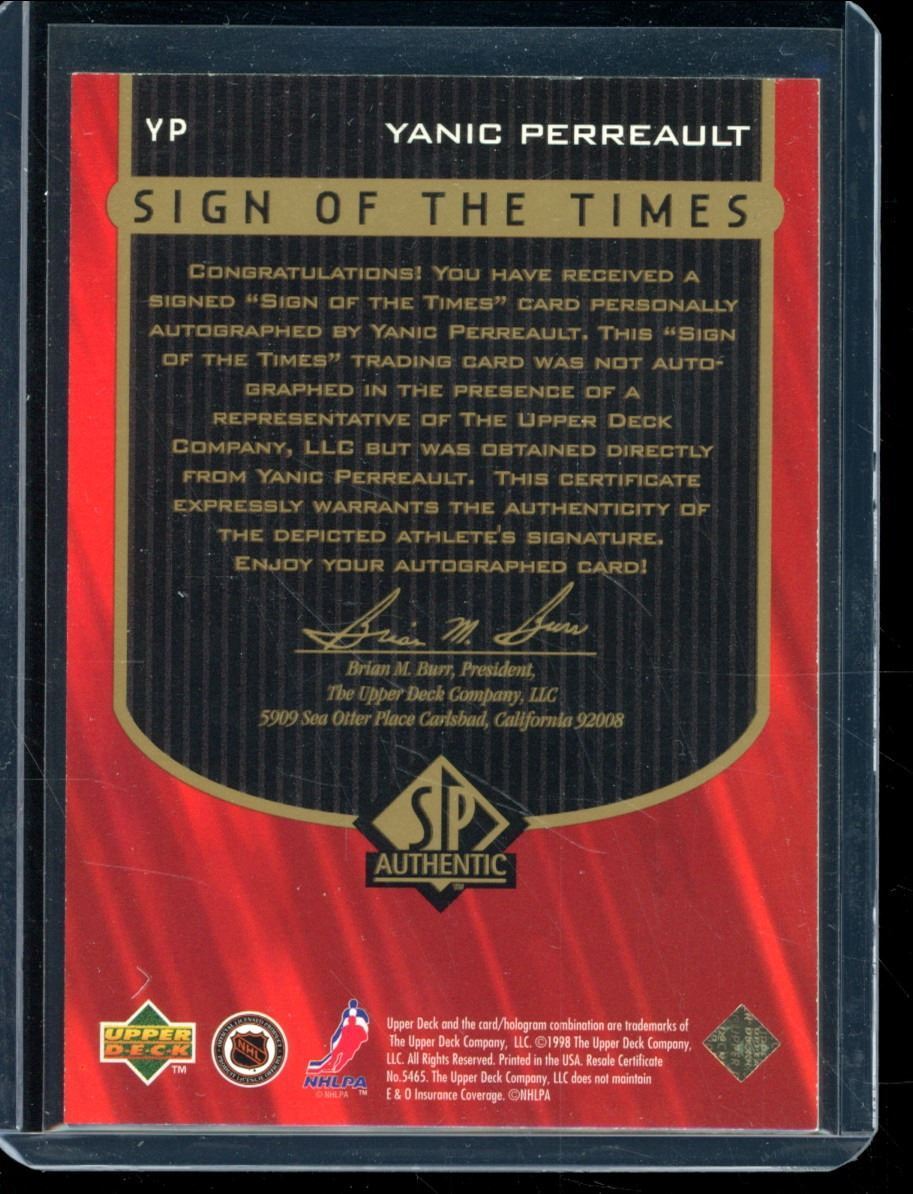 YP YANIC PERREAULT
SIGN OF THE TIMES
CONGRATULATIONS! YOU HAVE RECEIVED A
SIGNED “SIGN OF THE TIMES” CARD PERSONALLY
AUTOGRAPHED BY YANIC PERREAULT. THIS “SIGN
OF THE TIMES” TRADING CARD WAS NOT AUTO-
GRAPHED IN THE PRESENCE OF A
REPRESENTATIVE OF THE UPPER DECK
COMPANY, LLC BUT WAS OBTAINED DIRECTLY
FROM YANIC PERREAULT. THIS CERTIFICATE
EXPRESSLY WARRANTS THE AUTHENTICITY OF
THE DEPICTED ATHLETE'S SIGNATURE.
ENJOY YOUR AUTOGRAPHED CARD!
Brian M. Burr
Brian M. Burr, President,
The Upper Deck Company, LLC
5909 Sea Otter Place Carlsbad, California 92008
SP
AUTHENTIC™
UPPER
DECK™
NHL
NHLPA™
©NHLPA
Upper Deck and the card/hologram combination are trademarks of
The Upper Deck Company, LLC. ©1998 The Upper Deck Company,
LLC. All Rights Reserved. Printed in the USA. Resale Certificate
No.5465. The Upper Deck Company, LLC does not maintain
E & O Insurance Coverage. ©NHLPA